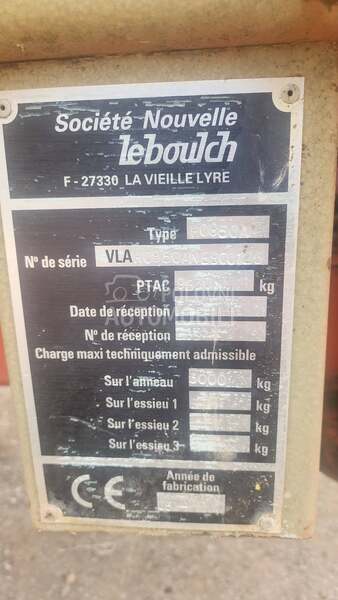 Société Nouvelle
leboulch
F - 27330 LA VIEILLE LYRE
Type
N° de série VLA
PTAC kg
Date de réception
N° de réception
Charge maxi techniquement admissible
Sur l'anneau kg
Sur l'essieu 1 kg
Sur l'essieu 2 kg
Sur l'essieu 3 kg
CE
Année de
fabrication